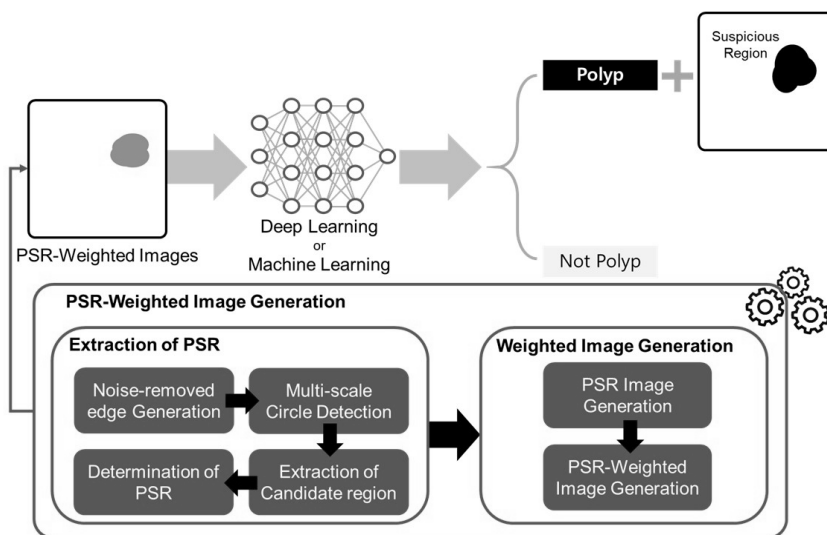 Suspicious
Region
Polyp
PSR-Weighted Images
Deep Learning
or
Machine Learning
Not Polyp
PSR-Weighted Image Generation
Extraction of PSR
Noise-removed
edge Generation
Multi-scale
Circle Detection
Determination of
PSR
Extraction of
Candidate region
Weighted Image Generation
PSR Image
Generation
PSR-Weighted
Image Generation